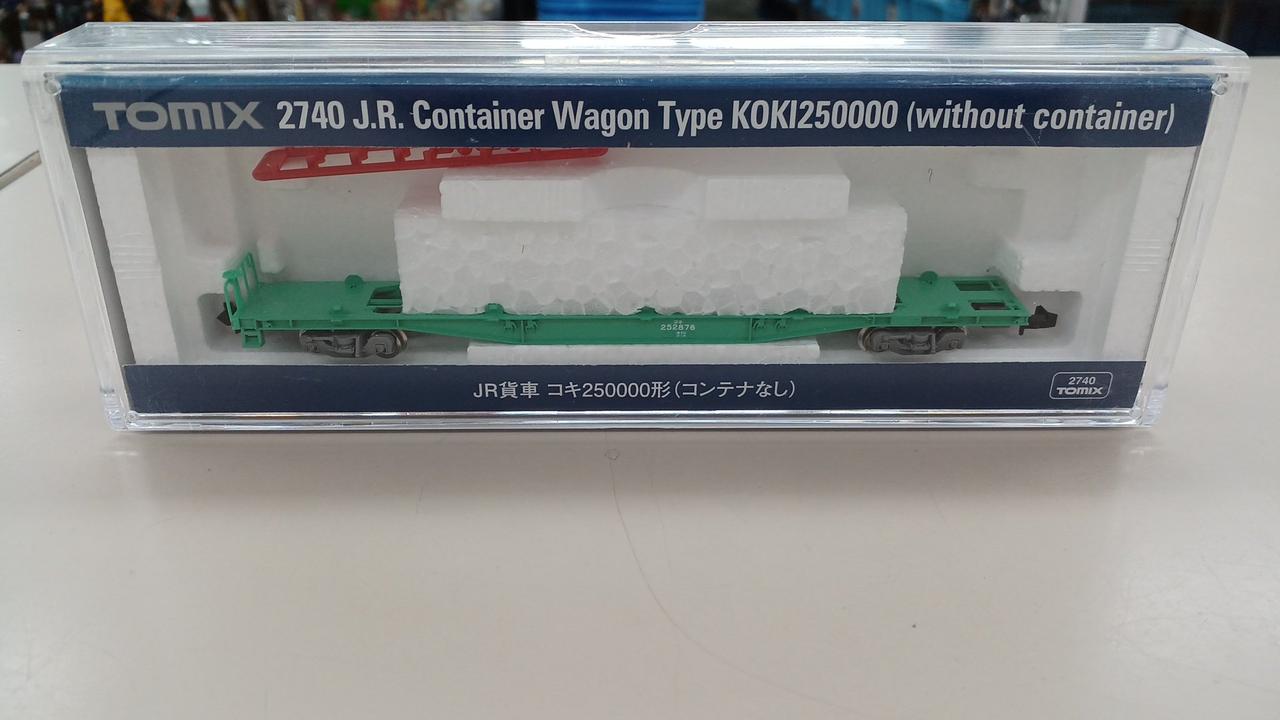 TOMIX 2740 J.R. Container Wagon Type KOKI250000 (without container)
252876
JR貨車 コキ250000形(コンテナなし)
2740
TOMIX